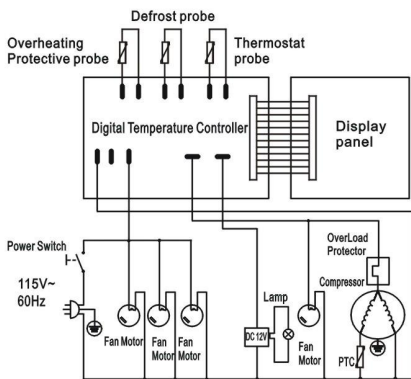 Defrost probe
Overheating
Protective probe
Thermostat
probe
Digital Temperature Controller
Display
panel
Power Switch
OverLoad
Protector
115V~
60Hz
Compressor
Lamp
DC 12V
Fan Motor
Fan
Motor
Fan
Motor
Fan
Motor
PTC